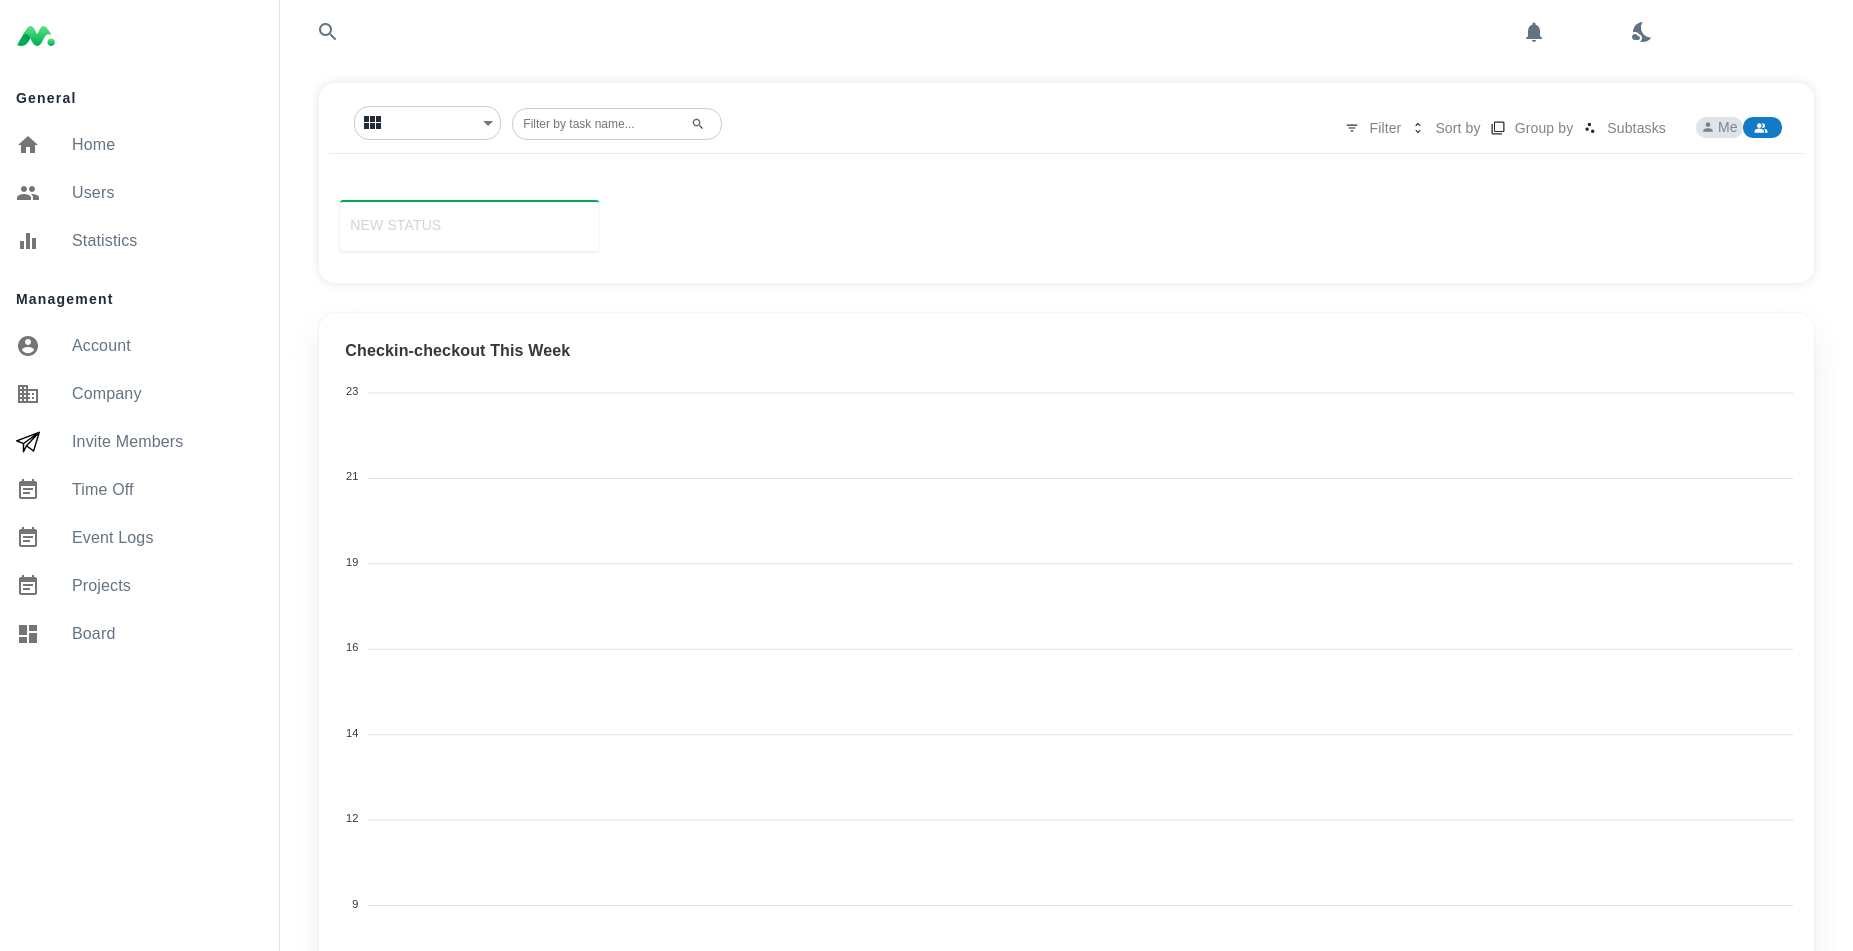 General
Home
Users
Statistics
Management
Account
Company
Invite Members
Time Off
Event Logs
Projects
Board
Filter by task name...
Filter
Sort by
Group by
Subtasks
Me
NEW STATUS
Checkin-checkout This Week
23
21
19
16
14
12
9